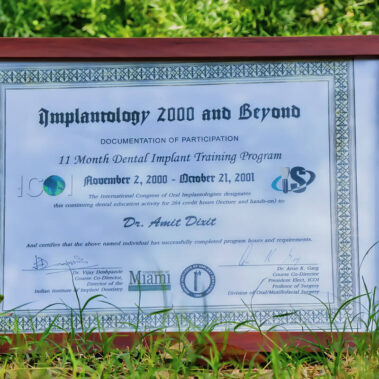 Implantology 2000 and Beyond
DOCUMENTATION OF PARTICIPATION
11 Month Dental Implant Training Program
ICOI
November 2, 2000 - October 21, 2001
The International Congress of Oral Implantologists designates
this continuing dental education activity for 284 credit hours (lecture and hands-on) to:
Dr. Amit Dixit
And certifies that the above named individual has successfully completed program hours and requirements.
Dr. Vijay Deshpande
Course Co-Director,
Director of the
Indian Institute of Implant Dentistry
Miami
Dr. Arun K. Garg
Course Co-Director
President Elect, ICOI
Professor of Surgery
Division of Oral/Maxillofacial Surgery